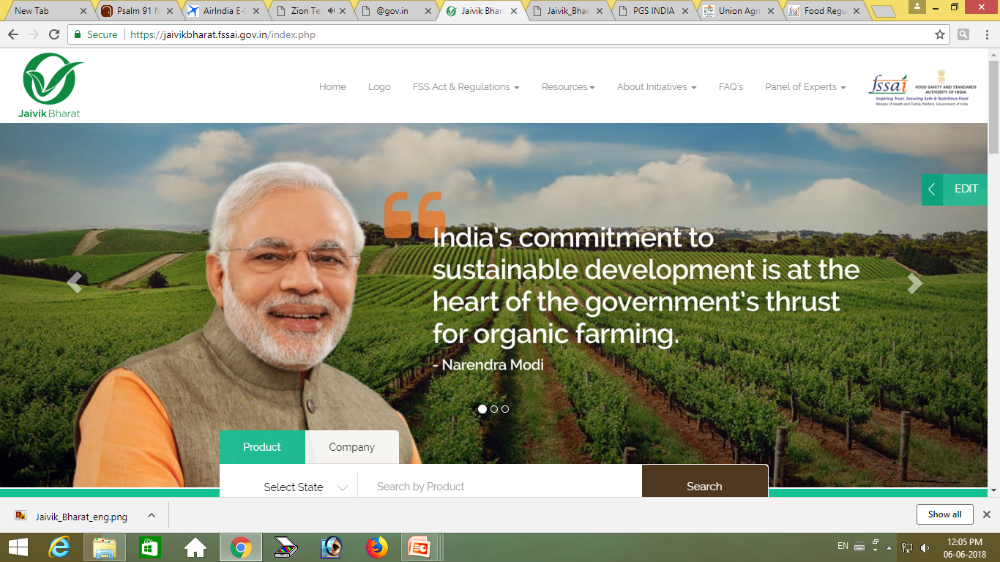 New Tab
Psalm 91 N
AirIndia E-
Zion Te
@gov.in
Jaivik Bhara
Jaivik_Bhar
PGS INDIA
Union Agri
Food Regu
Secure
https://jaivikbharat.fssai.gov.in/index.php
Jaivik Bharat
Home
Logo
FSS Act & Regulations
Resources
About Initiatives
FAQ's
Panel of Experts
fssai
FOOD SAFETY AND STANDARDS
AUTHORITY OF INDIA
Inspiring Trust, Assuring Safe & Nutritious Food
Ministry of Health and Family Welfare, Government of India
EDIT
“
India's commitment to
sustainable development is at the
heart of the government's thrust
for organic farming.
- Narendra Modi
Product
Company
Select State
Search by Product
Search
Jaivik_Bharat_eng.png
Show all
EN
12:05 PM
06-06-2018